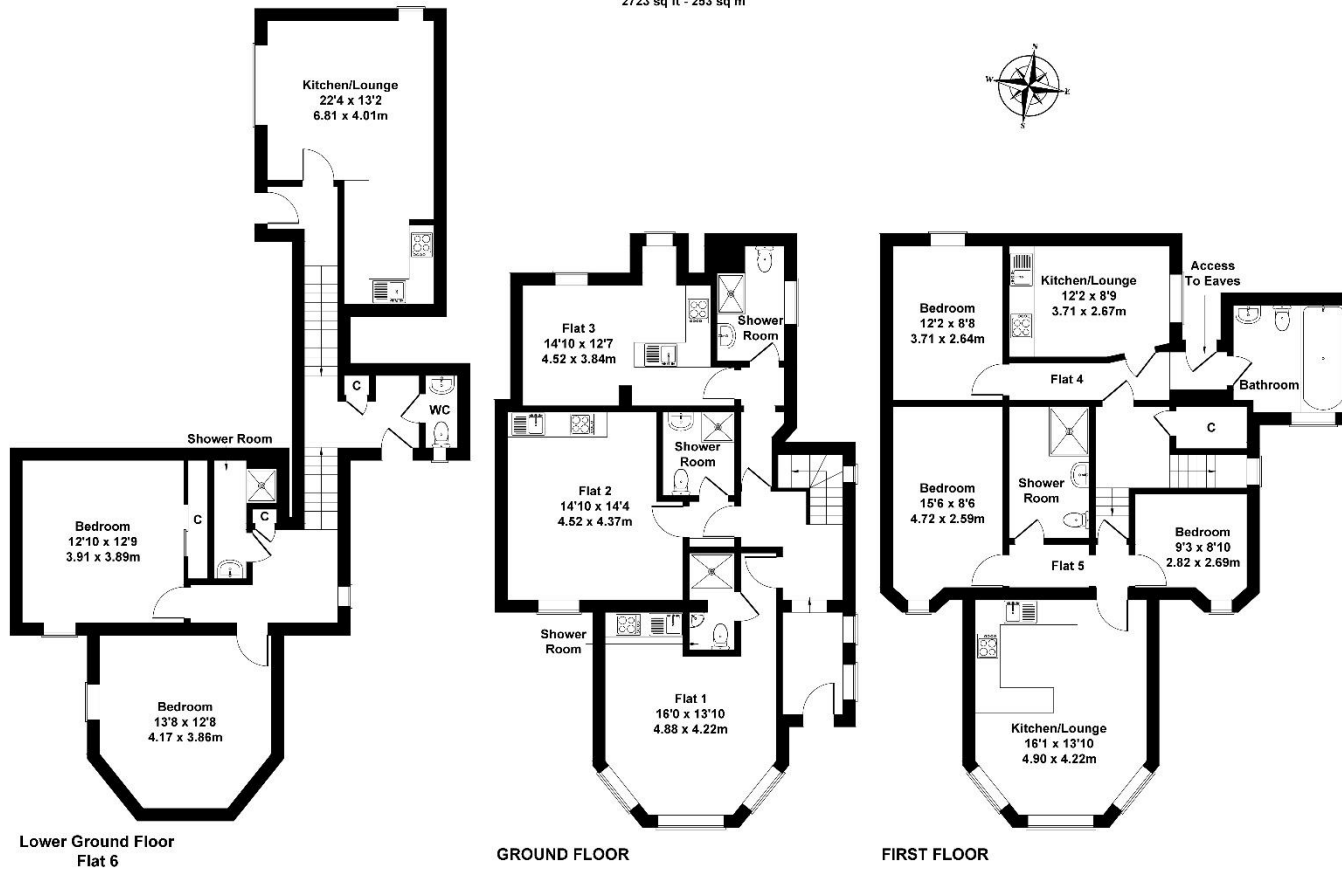 2723 sq ft - 253 sq m
N
W
E
S
Kitchen/Lounge
22'4 x 13'2
6.81 x 4.01m
C
WC
Shower Room
Bedroom
12'10 x 12'9
3.91 x 3.89m
C
C
Bedroom
13'8 x 12'8
4.17 x 3.86m
Lower Ground Floor
Flat 6
Flat 3
14'10 x 12'7
4.52 x 3.84m
Shower
Room
Flat 2
14'10 x 14'4
4.52 x 4.37m
Shower
Room
Shower
Room
Flat 1
16'0 x 13'10
4.88 x 4.22m
GROUND FLOOR
Access
To Eaves
Kitchen/Lounge
12'2 x 8'9
3.71 x 2.67m
Bedroom
12'2 x 8'8
3.71 x 2.64m
Flat 4
Bathroom
C
Shower
Room
Bedroom
15'6 x 8'6
4.72 x 2.59m
Bedroom
9'3 x 8'10
2.82 x 2.69m
Flat 5
Kitchen/Lounge
16'1 x 13'10
4.90 x 4.22m
FIRST FLOOR